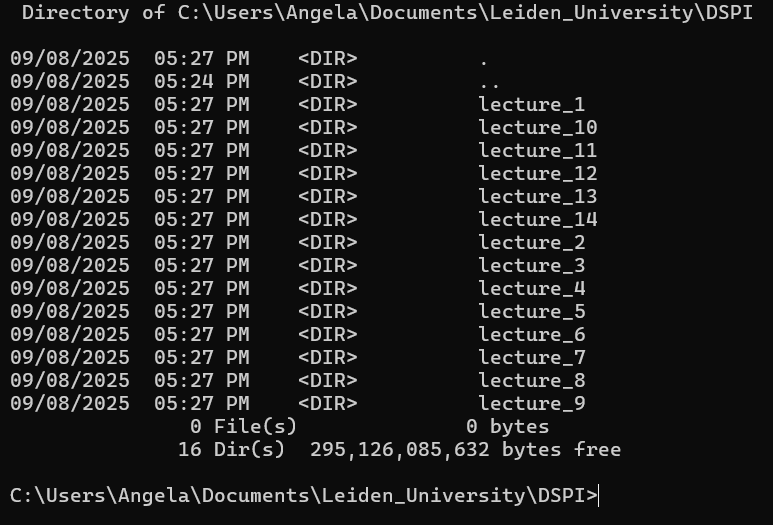 Directory of C:\Users\Angela\Documents\Leiden_University\DSPI
09/08/2025  05:27 PM    <DIR>          .
09/08/2025  05:24 PM    <DIR>          ..
09/08/2025  05:27 PM    <DIR>          lecture_1
09/08/2025  05:27 PM    <DIR>          lecture_10
09/08/2025  05:27 PM    <DIR>          lecture_11
09/08/2025  05:27 PM    <DIR>          lecture_12
09/08/2025  05:27 PM    <DIR>          lecture_13
09/08/2025  05:27 PM    <DIR>          lecture_14
09/08/2025  05:27 PM    <DIR>          lecture_2
09/08/2025  05:27 PM    <DIR>          lecture_3
09/08/2025  05:27 PM    <DIR>          lecture_4
09/08/2025  05:27 PM    <DIR>          lecture_5
09/08/2025  05:27 PM    <DIR>          lecture_6
09/08/2025  05:27 PM    <DIR>          lecture_7
09/08/2025  05:27 PM    <DIR>          lecture_8
09/08/2025  05:27 PM    <DIR>          lecture_9
0 File(s)              0 bytes
16 Dir(s)  295,126,085,632 bytes free
C:\Users\Angela\Documents\Leiden_University\DSPI>